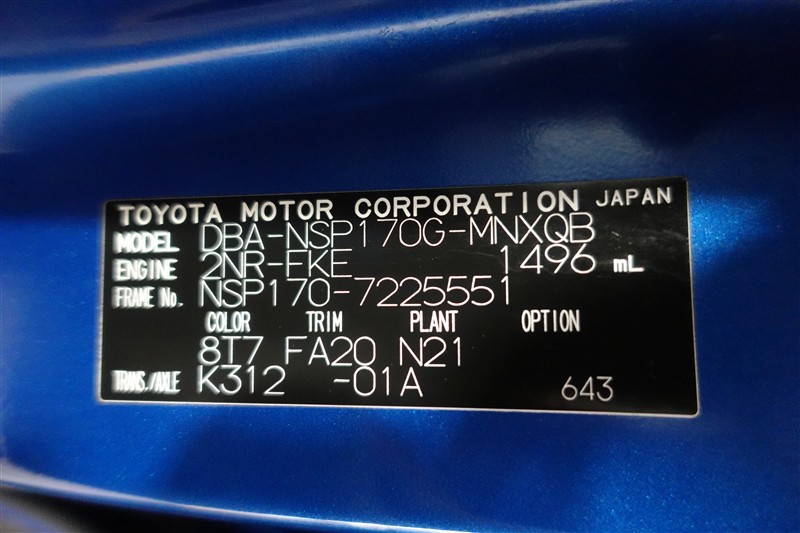 TOYOTA MOTOR CORPORATION JAPAN
MODEL DBA-NSP170G-MNXQB
ENGINE 2NR-FKE 1496 mL
FRAME No. NSP170-7225551
COLOR TRIM PLANT OPTION
8T7 FA20 N21
TRANS./AXLE K312 -01A 643